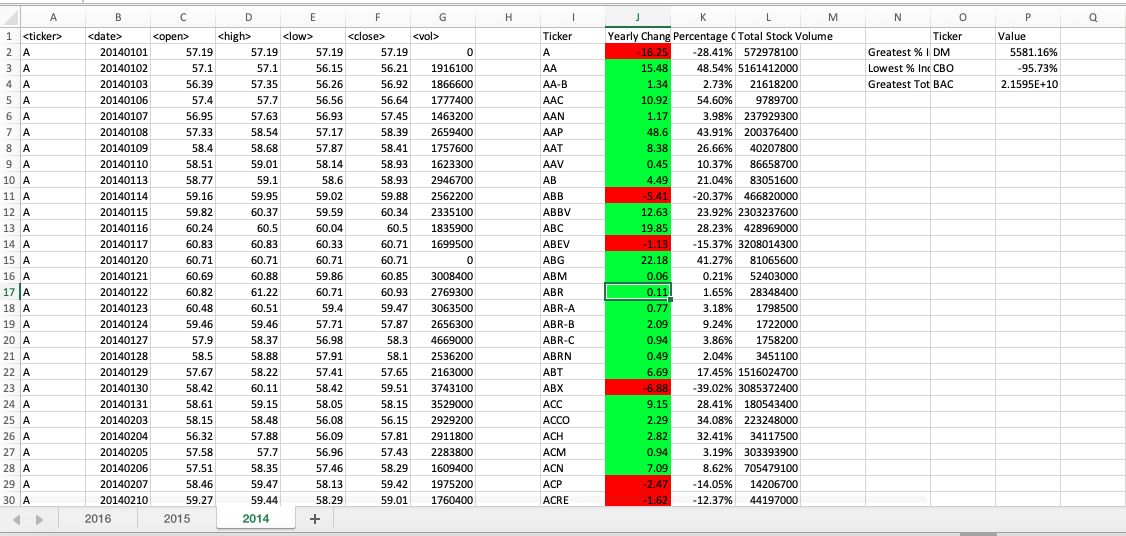 A B C D E F G H I J K L M N O P Q
1 <ticker> <date> <open> <high> <low> <close> <vol> Ticker Yearly Chang Percentage ( Total Stock Volume Ticker Value
2 A 20140101 57.19 57.19 57.19 57.19 0 A -16.25 -28.41% 572978100 Greatest % I DM 5581.16%
3 A 20140102 57.1 57.1 56.15 56.21 1916100 AA 15.48 48.54% 5161412000 Lowest % Inc CBO -95.73%
4 A 20140103 56.39 57.35 56.26 56.92 1866600 AA-B 1.34 2.73% 21618200 Greatest Tot BAC 2.1595E+10
5 A 20140106 57.4 57.7 56.56 56.64 1777400 AAC 10.92 54.60% 9789700
6 A 20140107 56.95 57.63 56.93 57.45 1463200 AAN 1.17 3.98% 237929300
7 A 20140108 57.33 58.54 57.17 58.39 2659400 AAP 48.6 43.91% 200376400
8 A 20140109 58.4 58.68 57.87 58.41 1757600 AAT 8.38 26.66% 40207800
9 A 20140110 58.51 59.01 58.14 58.93 1623300 AAV 0.45 10.37% 86658700
10 A 20140113 58.77 59.1 58.6 58.93 2946700 AB 4.49 21.04% 83051600
11 A 20140114 59.16 59.95 59.02 59.88 2562200 ABB -5.41 -20.37% 466820000
12 A 20140115 59.82 60.37 59.59 60.34 2335100 ABBV 12.63 23.92% 2303237600
13 A 20140116 60.24 60.5 60.04 60.5 1835900 ABC 19.85 28.23% 428969000
14 A 20140117 60.83 60.83 60.33 60.71 1699500 ABEV -1.13 -15.37% 3208014300
15 A 20140120 60.71 60.71 60.71 60.71 0 ABG 22.18 41.27% 81065600
16 A 20140121 60.69 60.88 59.86 60.85 3008400 ABM 0.06 0.21% 52403000
17 A 20140122 60.82 61.22 60.71 60.93 2769300 ABR 0.11 1.65% 28348400
18 A 20140123 60.48 60.51 59.4 59.47 3063500 ABR-A 0.77 3.18% 1798500
19 A 20140124 59.46 59.46 57.71 57.87 2656300 ABR-B 2.09 9.24% 1722000
20 A 20140127 57.9 58.37 56.98 58.3 4669000 ABR-C 0.94 3.86% 1758200
21 A 20140128 58.5 58.88 57.91 58.1 2536200 ABRN 0.49 2.04% 3451100
22 A 20140129 57.67 58.22 57.41 57.65 2163000 ABT 6.69 17.45% 1516024700
23 A 20140130 58.42 60.11 58.42 59.51 3743100 ABX -6.88 -39.02% 3085372400
24 A 20140131 58.61 59.15 58.05 58.15 3529000 ACC 9.15 28.41% 180543400
25 A 20140203 58.15 58.48 56.08 56.15 2929200 ACCO 2.29 34.08% 223248000
26 A 20140204 56.32 57.88 56.09 57.81 2911800 ACH 2.82 32.41% 34117500
27 A 20140205 57.58 57.7 56.96 57.43 2283800 ACM 0.94 3.19% 303393900
28 A 20140206 57.51 58.35 57.46 58.29 1609400 ACN 7.09 8.62% 705479100
29 A 20140207 58.46 59.47 58.13 59.42 1975200 ACP -2.47 -14.05% 14206700
30 A 20140210 59.27 59.44 58.29 59.01 1760400 ACRE -1.62 -12.37% 44197000
2016 2015 2014 +